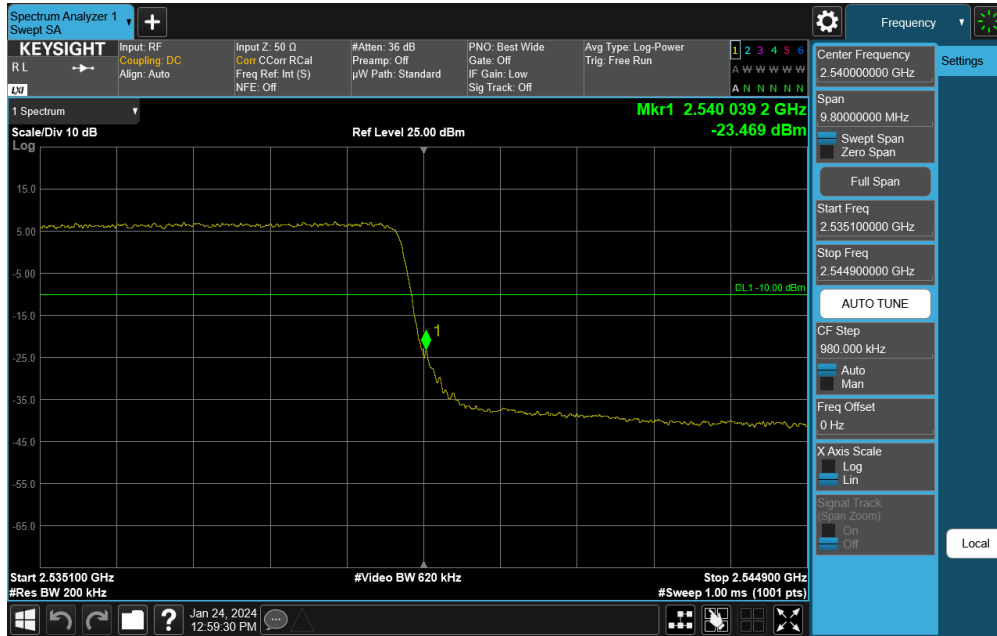 Spectrum Analyzer 1
Swept SA
+
Frequency
KEYSIGHT
R L
LXI
Input: RF
Coupling: DC
Align: Auto
Input Z: 50 Ω
Corr CCorr RCal
Freq Ref: Int (S)
NFE: Off
#Atten: 36 dB
Preamp: Off
µW Path: Standard
PNO: Best Wide
Gate: Off
IF Gain: Low
Sig Track: Off
Avg Type: Log-Power
Trig: Free Run
1 2 3 4 5 6
A W W W W W
A N N N N N
1 Spectrum
Scale/Div 10 dB
Log
Ref Level 25.00 dBm
Mkr1 2.540 039 2 GHz
-23.469 dBm
15.0
5.00
-5.00
DL1 -10.00 dBm
-15.0
1
-25.0
-35.0
-45.0
-55.0
-65.0
Start 2.535100 GHz
#Res BW 200 kHz
#Video BW 620 kHz
Stop 2.544900 GHz
#Sweep 1.00 ms (1001 pts)
Center Frequency
2.540000000 GHz
Settings
Span
9.80000000 MHz
Swept Span
Zero Span
Full Span
Start Freq
2.535100000 GHz
Stop Freq
2.544900000 GHz
AUTO TUNE
CF Step
980.000 kHz
Auto
Man
Freq Offset
0 Hz
X Axis Scale
Log
Lin
Signal Track
(Span Zoom)
On
Off
Local
?
Jan 24, 2024
12:59:30 PM